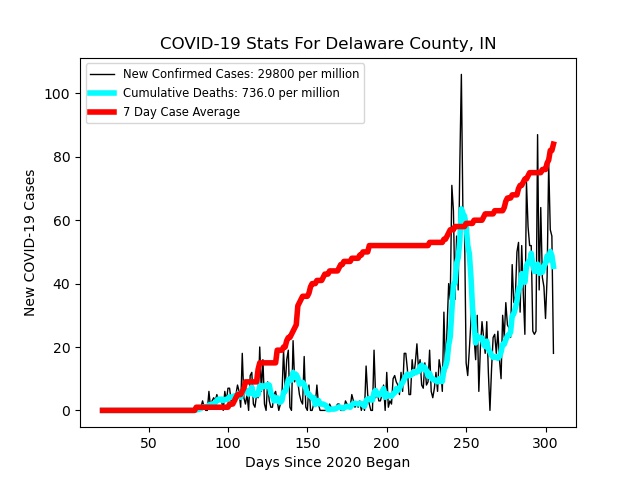 COVID-19 Stats For Delaware County, IN
New Confirmed Cases: 29800 per million
Cumulative Deaths: 736.0 per million
7 Day Case Average
New COVID-19 Cases
100
80
60
40
20
0
50 100 150 200 250 300
Days Since 2020 Began